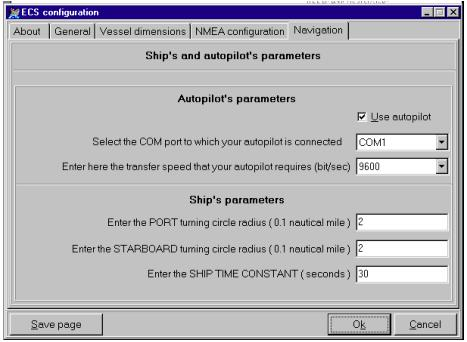 ECS configuration
About General Vessel dimensions NMEA configuration Navigation
Ship's and autopilot's parameters
Autopilot's parameters
Use autopilot
Select the COM port to which your autopilot is connected COM1
Enter here the transfer speed that your autopilot requires (bit/sec) 9600
Ship's parameters
Enter the PORT turning circle radius ( 0.1 nautical mile ) 2
Enter the STARBOARD turning circle radius ( 0.1 nautical mile ) 2
Enter the SHIP TIME CONSTANT ( seconds ) 30
Save page Ok Cancel